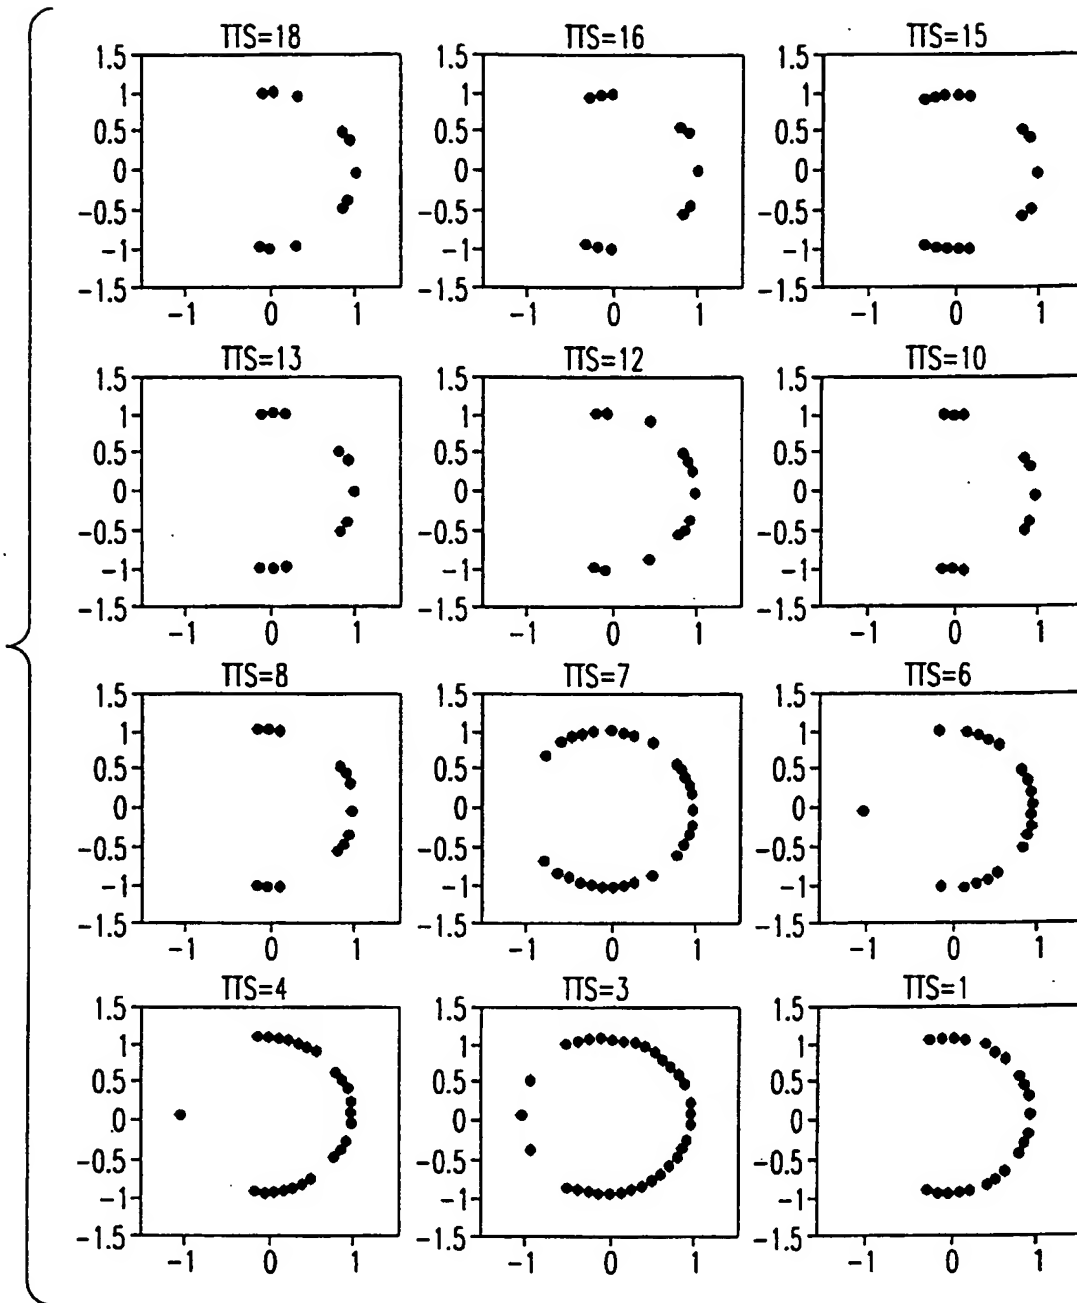 TTS=18 TTS=16 TTS=15
1.5 1.5 1.5
1 1 1
0.5 0.5 0.5
0 0 0
-0.5 -0.5 -0.5
-1 -1 -1
-1.5 -1.5 -1.5
-1 0 1 -1 0 1 -1 0 1
TTS=13 TTS=12 TTS=10
1.5 1.5 1.5
1 1 1
0.5 0.5 0.5
0 0 0
-0.5 -0.5 -0.5
-1 -1 -1
-1.5 -1.5 -1.5
-1 0 1 -1 0 1 -1 0 1
TTS=8 TTS=7 TTS=6
1.5 1.5 1.5
1 1 1
0.5 0.5 0.5
0 0 0
-0.5 -0.5 -0.5
-1 -1 -1
-1.5 -1.5 -1.5
-1 0 1 -1 0 1 -1 0 1
TTS=4 TTS=3 TTS=1
1.5 1.5 1.5
1 1 1
0.5 0.5 0.5
0 0 0
-0.5 -0.5 -0.5
-1 -1 -1
-1.5 -1.5 -1.5
-1 0 1 -1 0 1 -1 0 1